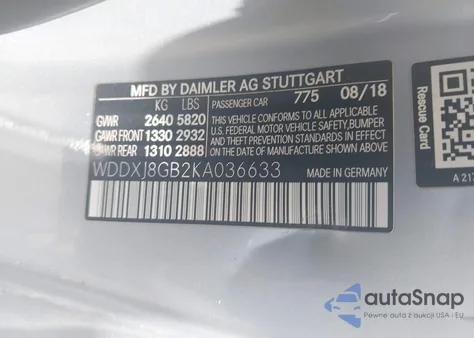 MFD BY DAIMLER AG STUTTGART
KG LBS PASSENGER CAR 775 08/18
GVWR 2640 5820 THIS VEHICLE CONFORMS TO ALL APPLICABLE
GAWR FRONT 1330 2932 U.S. FEDERAL MOTOR VEHICLE SAFETY, BUMPER
GAWR REAR 1310 2888 AND THEFT PREVENTION STANDARDS IN EFFECT
ON THE DATE OF MANUFACTURE SHOWN ABOVE.
WDDXJ8GB2KA036633
MADE IN GERMANY
Rescue Card
A 217
autoSnap
Pewne zakupy z aukcji USA i EU